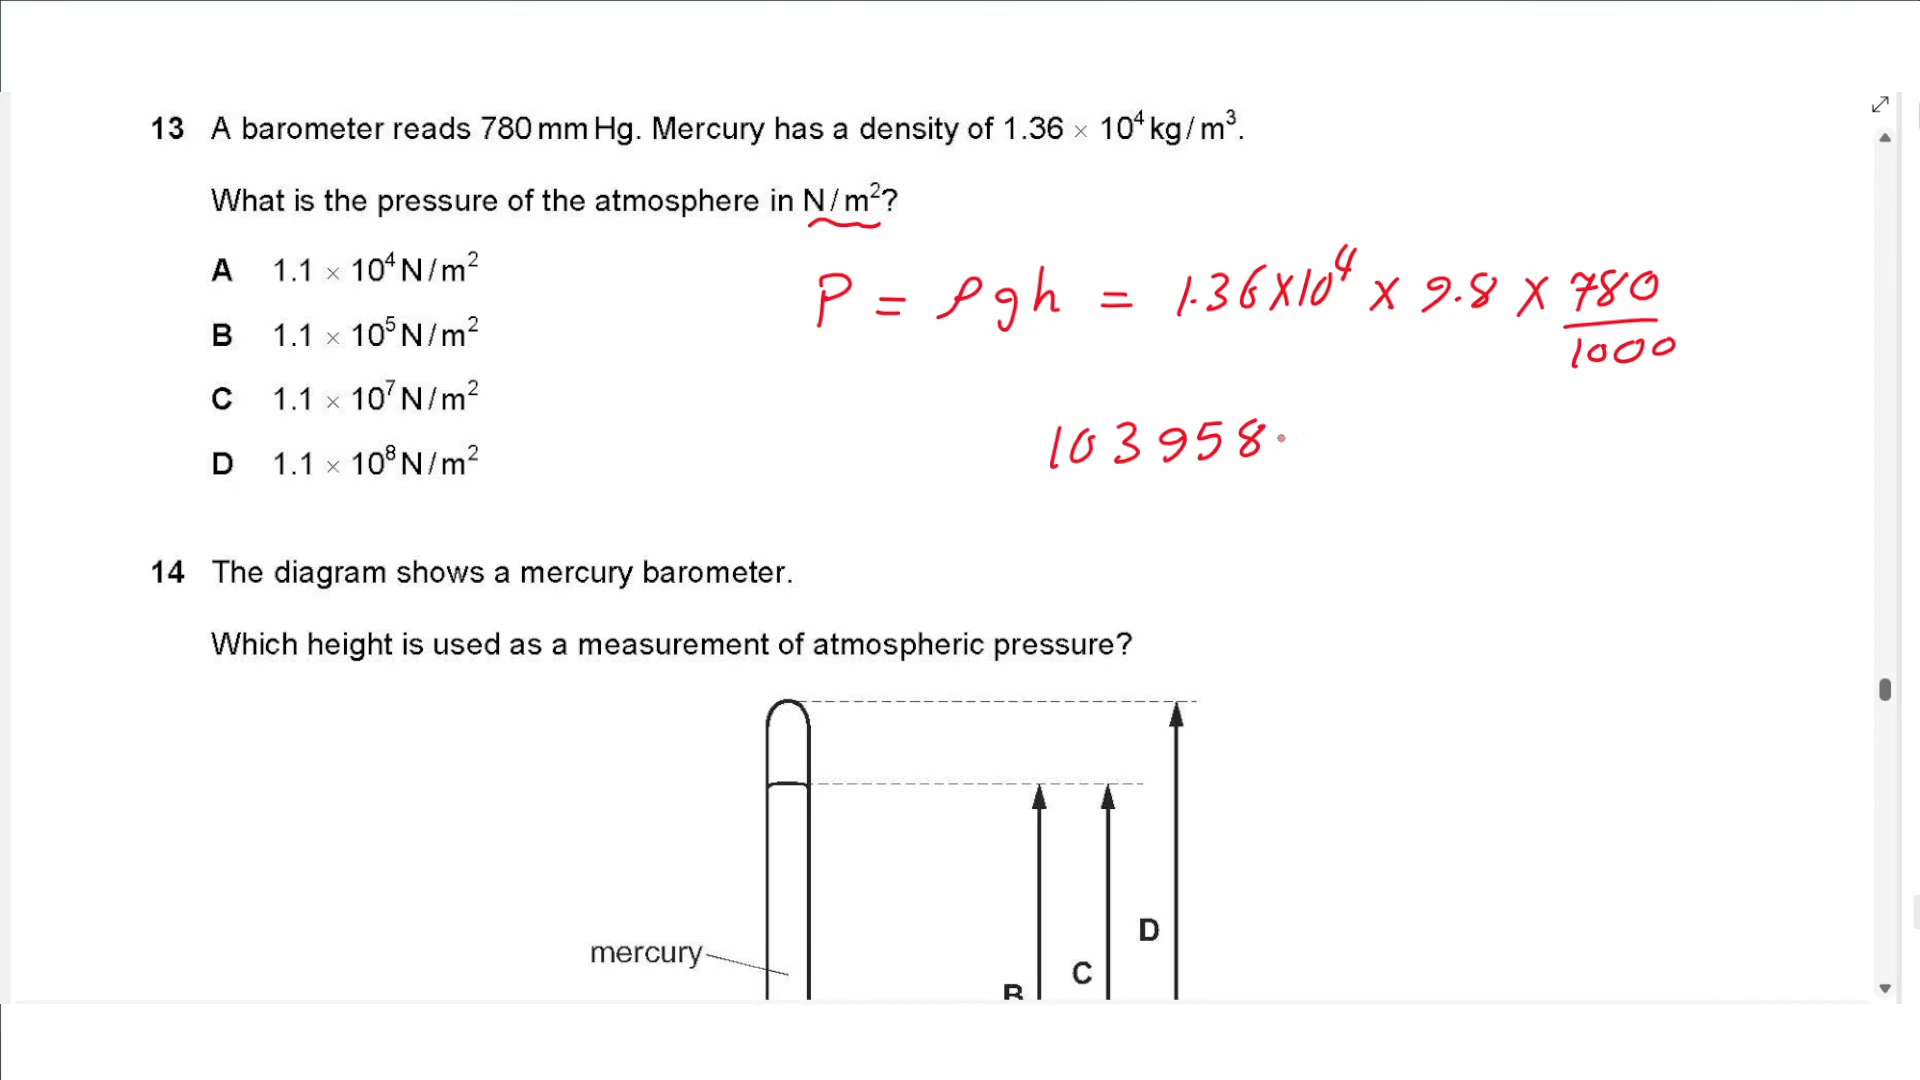 13 A barometer reads 780 mm Hg. Mercury has a density of 1.36 × 10⁴ kg/m³.
What is the pressure of the atmosphere in N/m²?
A 1.1 × 10⁴ N/m²
B 1.1 × 10⁵ N/m²
C 1.1 × 10⁷ N/m²
D 1.1 × 10⁸ N/m²
P = ρgh = 1.36 × 10⁴ × 9.8 × 780/1000
103958.
14 The diagram shows a mercury barometer.
Which height is used as a measurement of atmospheric pressure?
D
mercury
C
B